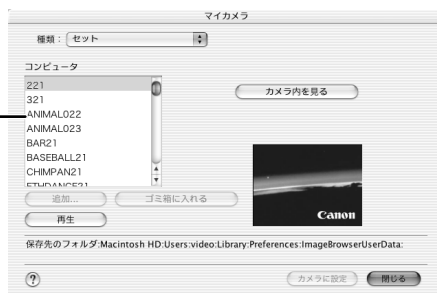 マイカメラ
種類： セット
コンピュータ
221
321
ANIMAL022
ANIMAL023
BAR21
BASEBALL21
CHIMPAN21
ETHDANCE21
カメラ内を見る
追加...
ゴミ箱に入れる
再生
Canon
保存先のフォルダ:Macintosh HD:Users:video:Library:Preferences:ImageBrowserUserData:
?
カメラに設定
閉じる